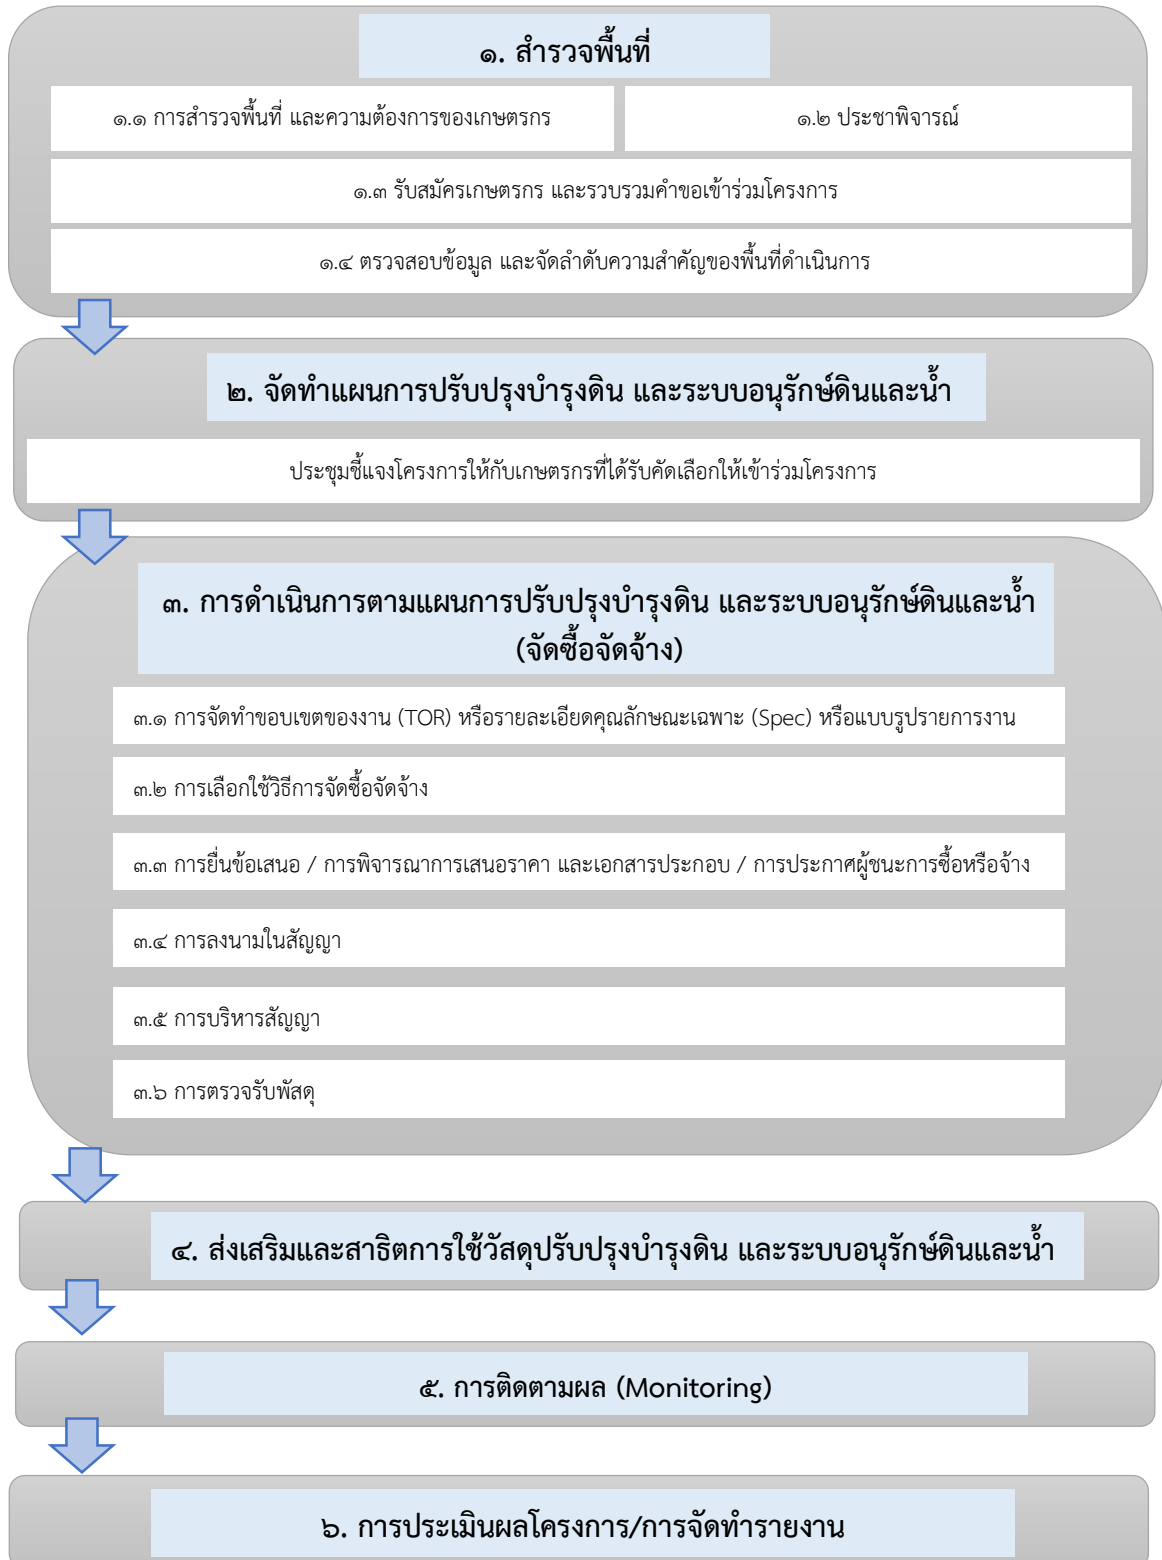 ๑. สำรวจพื้นที่
๑.๑ การสำรวจพื้นที่ และความต้องการของเกษตรกร
๑.๒ ประชาพิจารณ์
๑.๓ รับสมัครเกษตรกร และรวบรวมคำขอเข้าร่วมโครงการ
๑.๔ ตรวจสอบข้อมูล และจัดลำดับความสำคัญของพื้นที่ดำเนินการ
๒. จัดทำแผนการปรับปรุงบำรุงดิน และระบบอนุรักษ์ดินและน้ำ
ประชุมชี้แจงโครงการให้กับเกษตรกรที่ได้รับคัดเลือกให้เข้าร่วมโครงการ
๓. การดำเนินการตามแผนการปรับปรุงบำรุงดิน และระบบอนุรักษ์ดินและน้ำ
(จัดซื้อจัดจ้าง)
๓.๑ การจัดทำขอบเขตของงาน (TOR) หรือรายละเอียดคุณลักษณะเฉพาะ (Spec) หรือแบบรูปรายการงาน
๓.๒ การเลือกใช้วิธีการจัดซื้อจัดจ้าง
๓.๓ การยื่นข้อเสนอ / การพิจารณาการเสนอราคา และเอกสารประกอบ / การประกาศผู้ชนะการซื้อหรือจ้าง
๓.๔ การลงนามในสัญญา
๓.๕ การบริหารสัญญา
๓.๖ การตรวจรับพัสดุ
๔. ส่งเสริมและสาธิตการใช้วัสดุปรับปรุงบำรุงดิน และระบบอนุรักษ์ดินและน้ำ
๕. การติดตามผล (Monitoring)
๖. การประเมินผลโครงการ/การจัดทำรายงาน